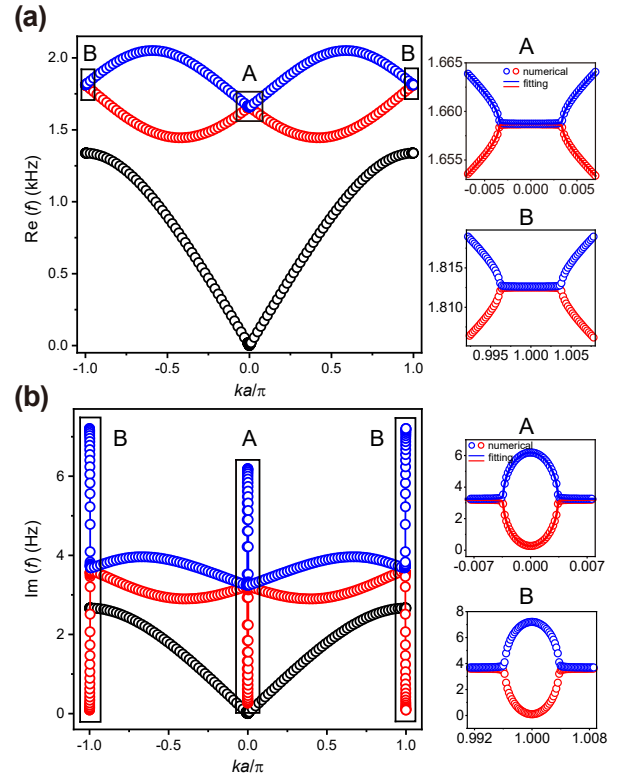 (a)
B
A
B
2.0
1.5
1.0
0.5
0.0
Re (f) (kHz)
-1.0 -0.5 0.0 0.5 1.0
ka/π
A
1.665
1.660
1.655
numerical
fitting
-0.005 0.000 0.005
B
1.815
1.810
0.995 1.000 1.005
(b)
B
A
B
6
4
2
0
Im (f) (Hz)
-1.0 -0.5 0.0 0.5 1.0
ka/π
A
6
4
2
0
numerical
fitting
-0.007 0.000 0.007
B
8
6
4
2
0
0.992 1.000 1.008